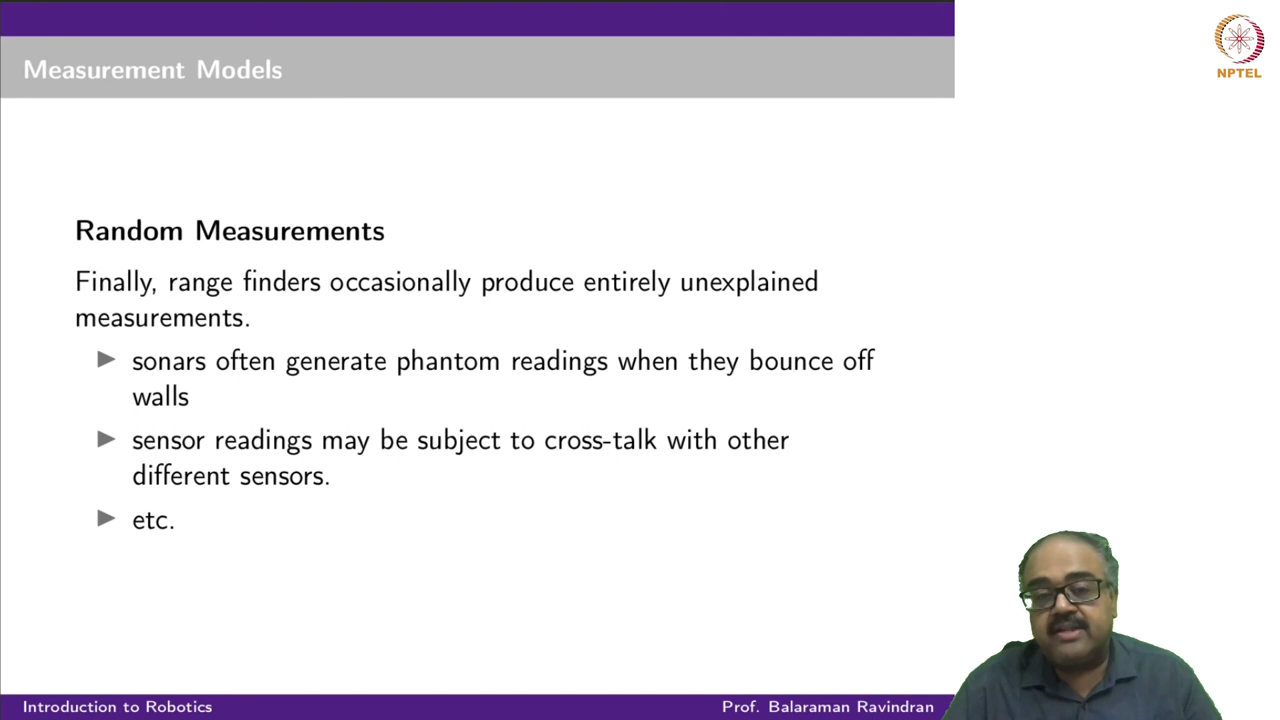 Measurement Models
NPTEL
Random Measurements
Finally, range finders occasionally produce entirely unexplained
measurements.
sonars often generate phantom readings when they bounce off
walls
sensor readings may be subject to cross-talk with other
different sensors.
etc.
Introduction to Robotics
Prof. Balaraman Ravindran